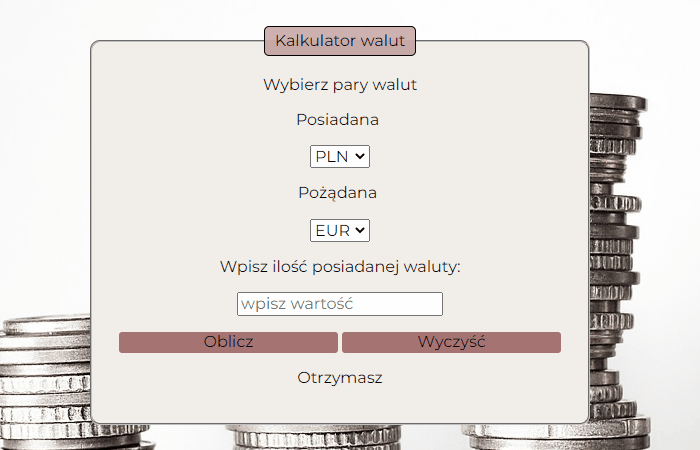 Kalkulator walut
Wybierz pary walut
Posiadana
PLN
Pożądana
EUR
Wpisz ilość posiadanej waluty:
wpisz wartość
Oblicz Wyczyść
Otrzymasz